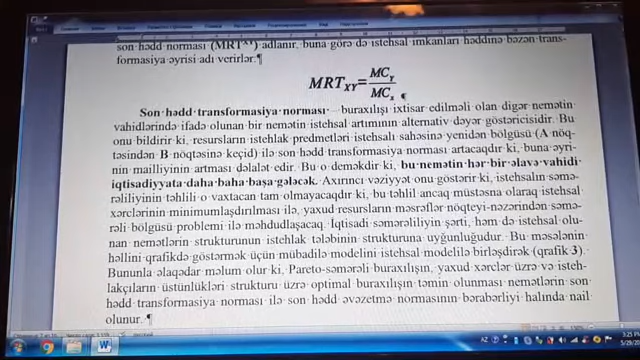 son hədd norması (MRTˣʸ) adlanır, buna görə də istehsal imkanları həddinə bəzən trans-
formasiya əyrisi adı verirlər.¶
MRT_XY = MC_y / MC_x ¶
Son hədd transformasiya norması – buraxılışı ixtisar edilməli olan digər nemətin
vahidlərində ifadə olunan bir nemətin istehsal artımının alternativ dəyər göstəricisidir. Bu
onu bildirir ki, resursların istehlak predmetləri istehsalı sahəsinə yenidən bölgüsü (A nöq-
təsindən B nöqtəsinə keçid) ilə son hədd transformasiya norması artacaqdır ki, buna əyri-
nin mailliyinin artması dəlalət edir. Bu o deməkdir ki, bu nemətin hər bir əlavə vahidi
iqtisadiyyata daha baha başa gələcək. Axırıncı vəziyyət onu göstərir ki, istehsalın səmə-
rəliliyinin təhlili o vaxtacan tam olmayacaqdır ki, bu təhlil ancaq müstəsna olaraq istehsal
xərclərinin minimumlaşdırılması ilə, yaxud resursların məsrəflər nöqteyi-nəzərindən səmə-
rəli bölgüsü problemi ilə məhdudlaşacaq. İqtisadi səmərəliliyin şərti, həm də istehsal olu-
nan nemətlərin strukturunun istehlak tələbinin strukturuna uyğunluğudur. Bu məsələnin
həllini qrafikdə göstərmək üçün mübadilə modelini istehsal modelilə birləşdirək (qrafik 3).
Bununla əlaqədar məlum olur ki, Pareto-səmərəli buraxılışın, yaxud xərclər üzrə və isteh-
lakçıların üstünlükləri strukturu üzrə optimal buraxılışın təmin olunması nemətlərin son
hədd transformasiya norması ilə son hədd əvəzetmə normasının bərabərliyi halında nail
olunur. ¶
AZ
3:25 PM